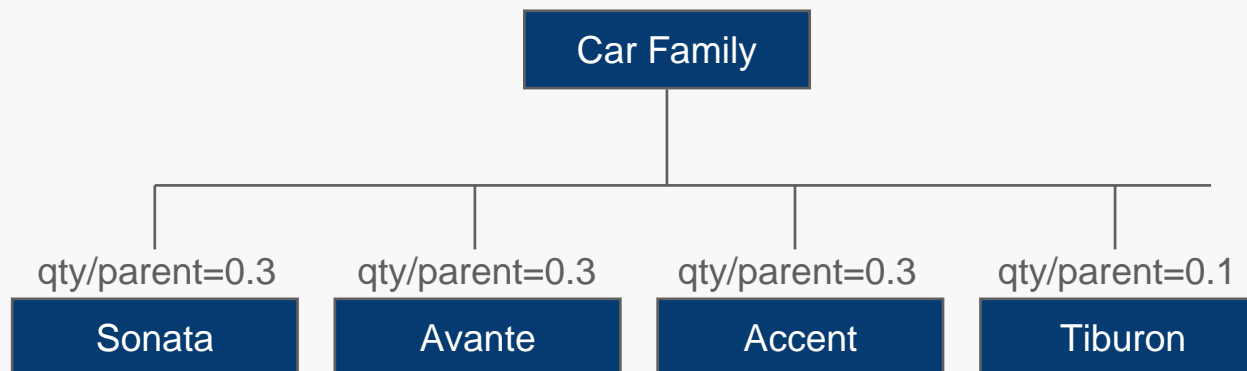 Car Family
qty/parent=0.3 qty/parent=0.3 qty/parent=0.3 qty/parent=0.1
Sonata Avante Accent Tiburon